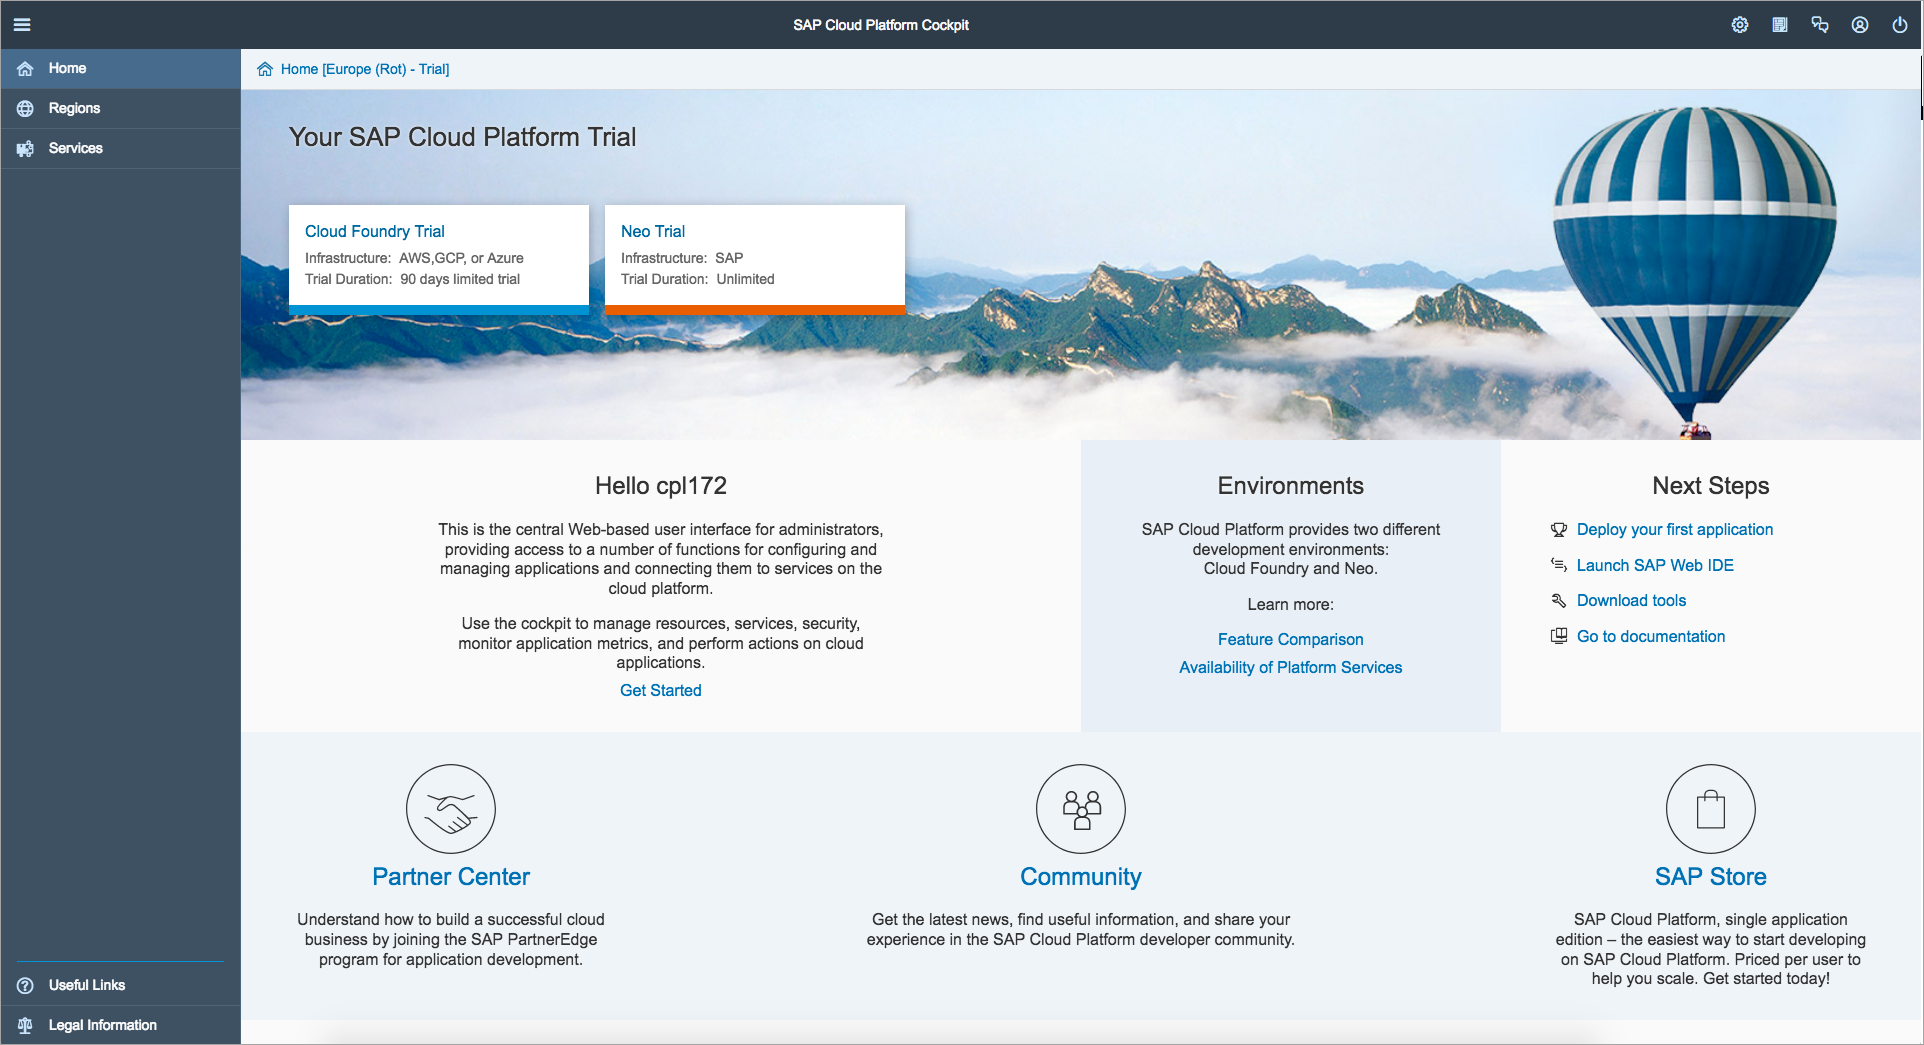 SAP Cloud Platform Cockpit
Home
Regions
Services
Useful Links
Legal Information
Home [Europe (Rot) - Trial]
Your SAP Cloud Platform Trial
Cloud Foundry Trial
Infrastructure: AWS,GCP, or Azure
Trial Duration: 90 days limited trial
Neo Trial
Infrastructure: SAP
Trial Duration: Unlimited
Hello cpl172
This is the central Web-based user interface for administrators,
providing access to a number of functions for configuring and
managing applications and connecting them to services on the
cloud platform.
Use the cockpit to manage resources, services, security,
monitor application metrics, and perform actions on cloud
applications.
Get Started
Environments
SAP Cloud Platform provides two different
development environments:
Cloud Foundry and Neo.
Learn more:
Feature Comparison
Availability of Platform Services
Next Steps
Deploy your first application
Launch SAP Web IDE
Download tools
Go to documentation
Partner Center
Understand how to build a successful cloud
business by joining the SAP PartnerEdge
program for application development.
Community
Get the latest news, find useful information, and share your
experience in the SAP Cloud Platform developer community.
SAP Store
SAP Cloud Platform, single application
edition – the easiest way to start developing
on SAP Cloud Platform. Priced per user to
help you scale. Get started today!